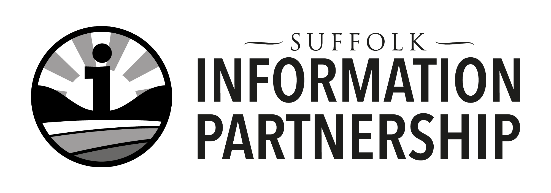 i
SUFFOLK
INFORMATION
PARTNERSHIP